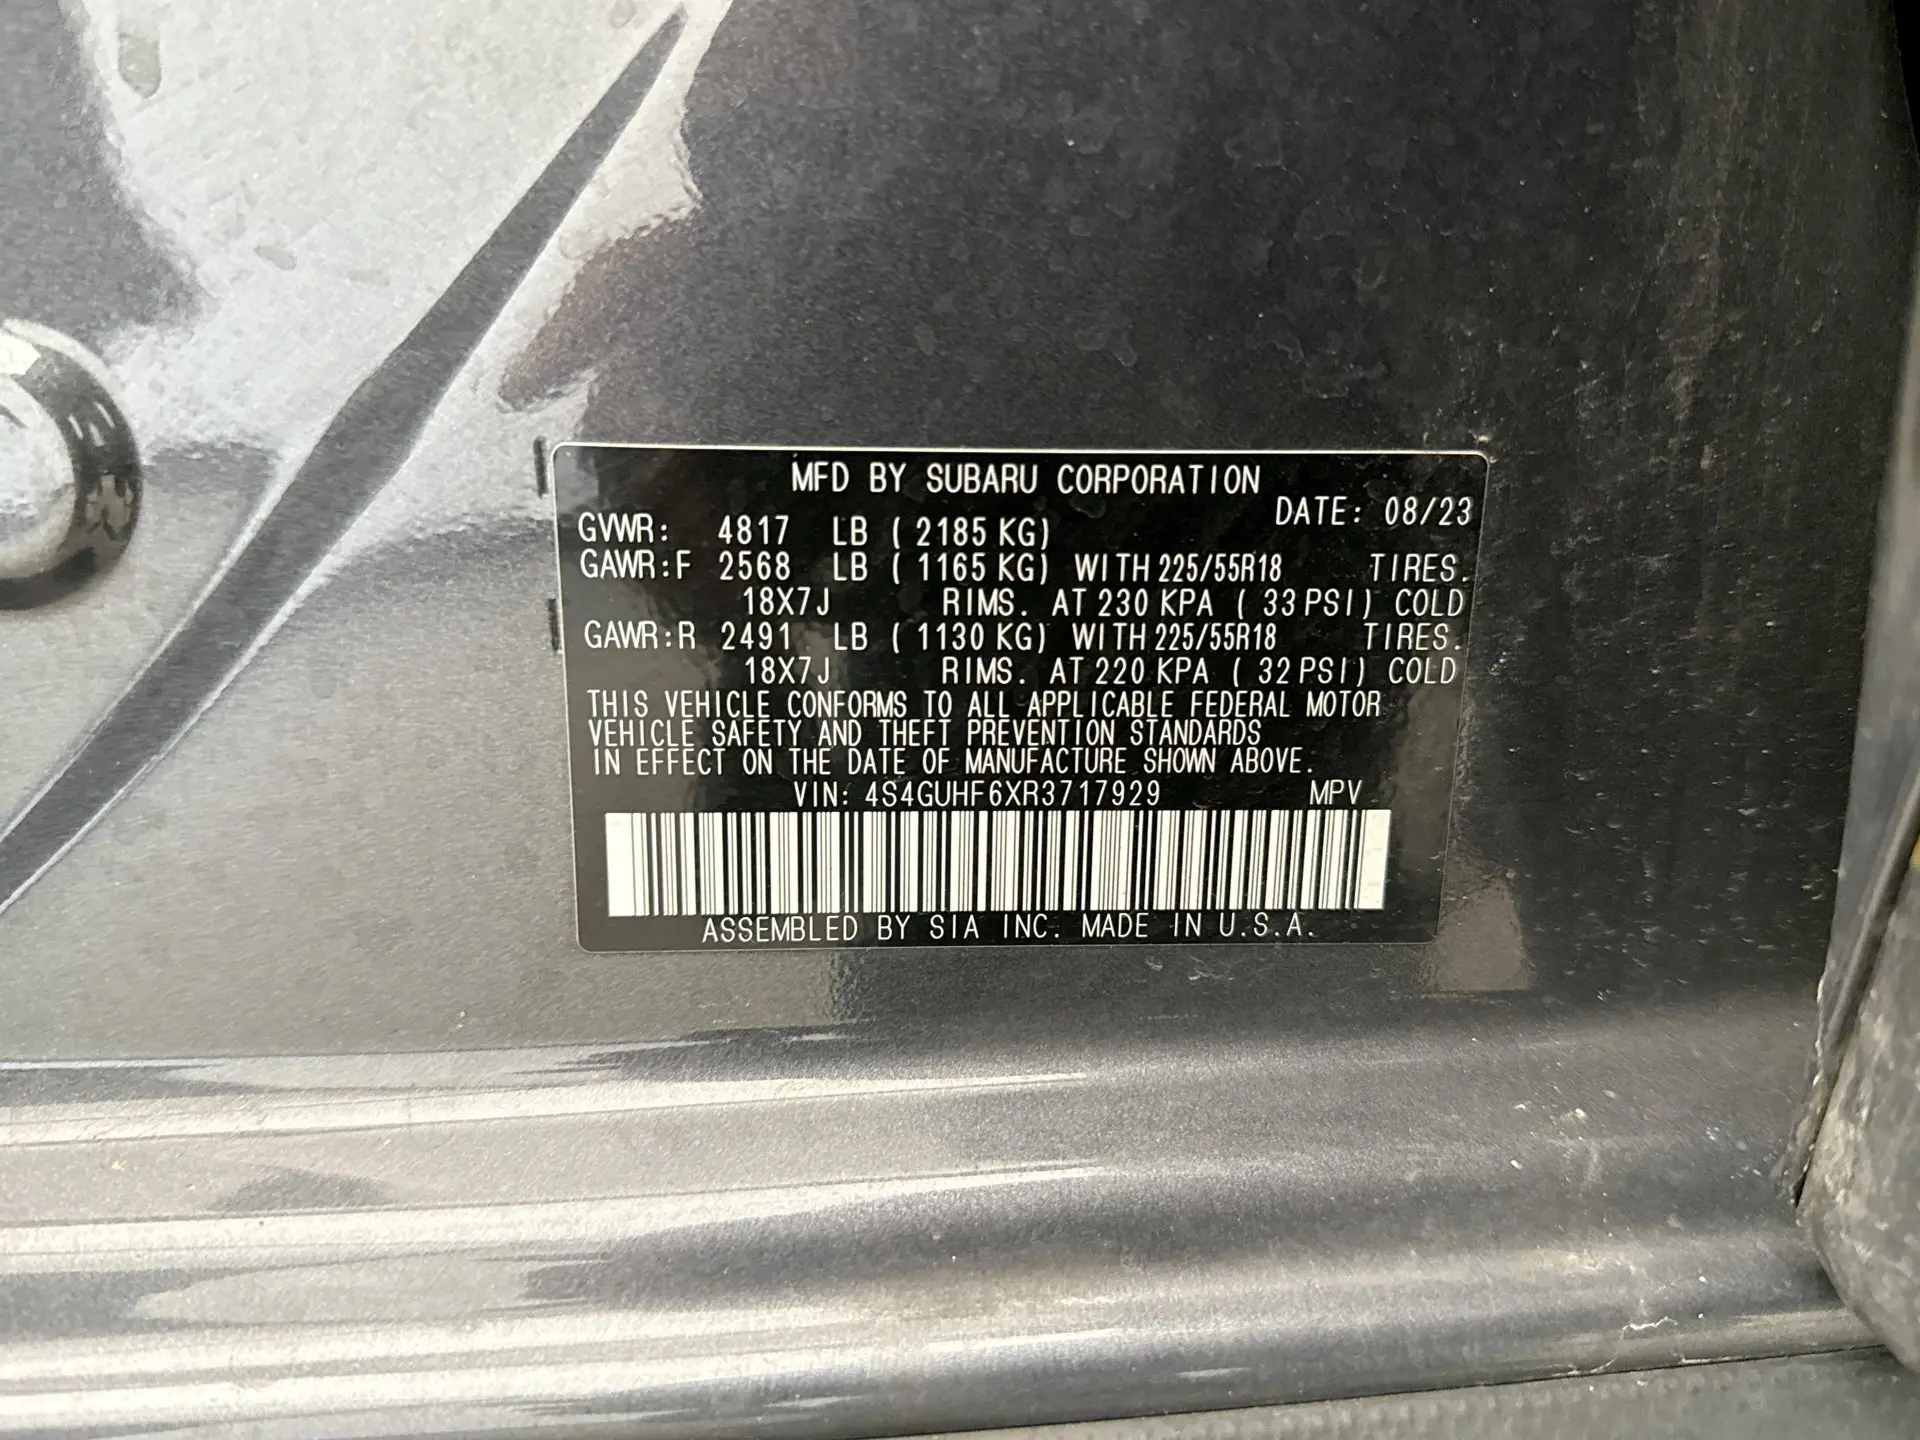 MFD BY SUBARU CORPORATION
DATE: 08/23
GVWR: 4817 LB ( 2185 KG)
GAWR:F 2568 LB ( 1165 KG) WITH 225/55R18 TIRES.
18X7J RIMS. AT 230 KPA ( 33 PSI) COLD
GAWR:R 2491 LB ( 1130 KG) WITH 225/55R18 TIRES.
18X7J RIMS. AT 220 KPA ( 32 PSI) COLD
THIS VEHICLE CONFORMS TO ALL APPLICABLE FEDERAL MOTOR
VEHICLE SAFETY AND THEFT PREVENTION STANDARDS
IN EFFECT ON THE DATE OF MANUFACTURE SHOWN ABOVE.
VIN: 4S4GUHF6XR3717929 MPV
ASSEMBLED BY SIA INC. MADE IN U.S.A.